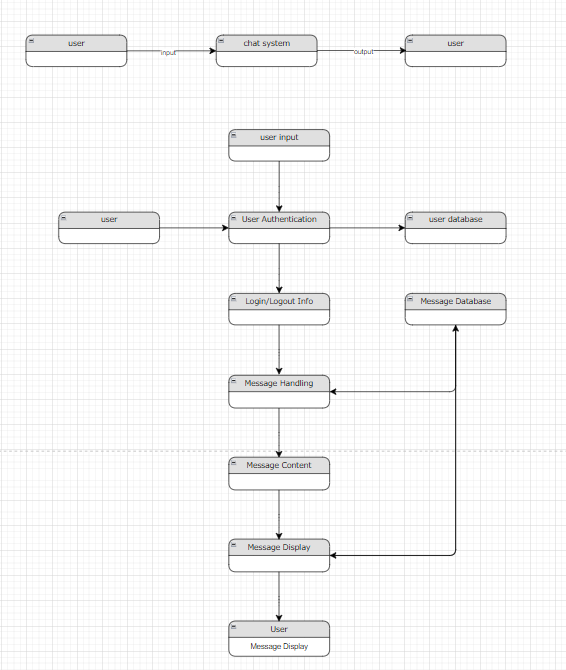 user
chat system
user
input
output
user input
user
User Authentication
user database
Login/Logout Info
Message Database
Message Handling
Message Content
Message Display
User
Message Display